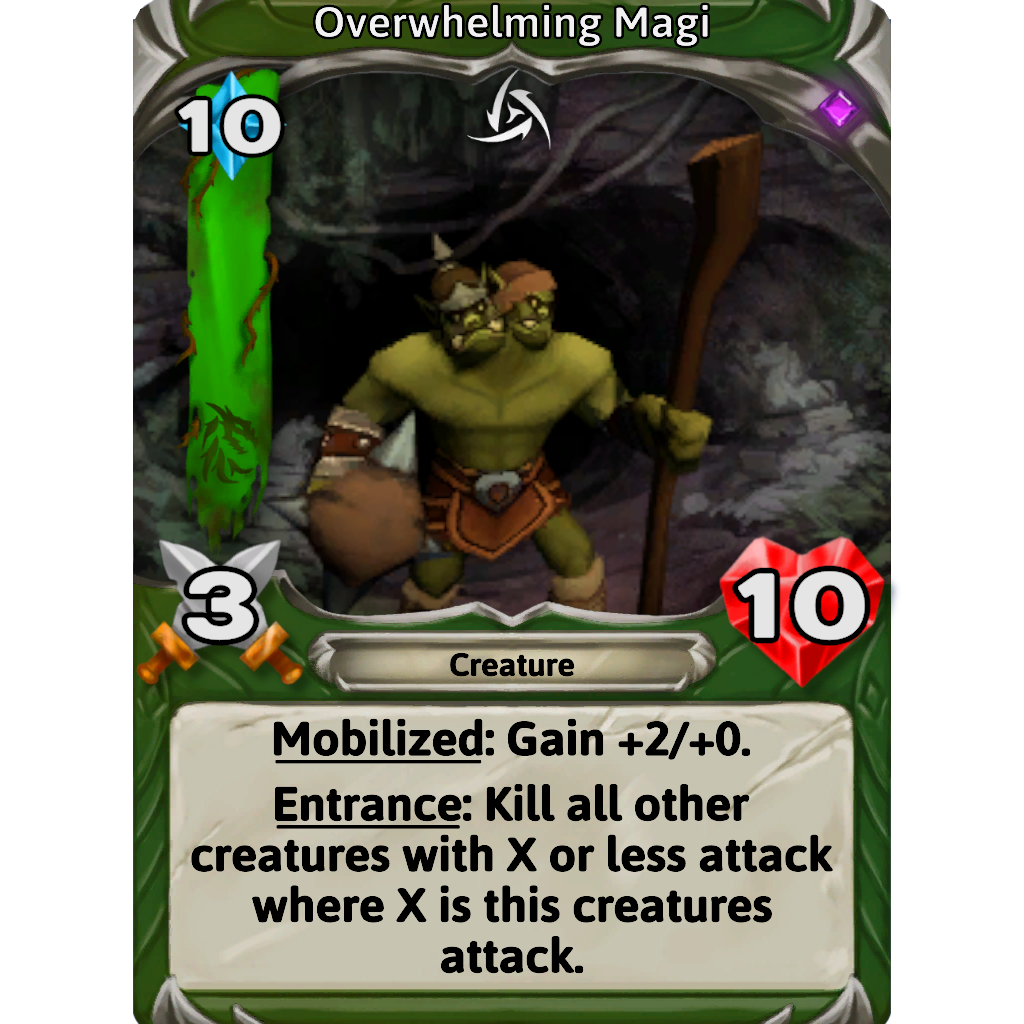 Overwhelming Magi
10
3
10
Creature
Mobilized: Gain +2/+0.
Entrance: Kill all other
creatures with X or less attack
where X is this creatures
attack.